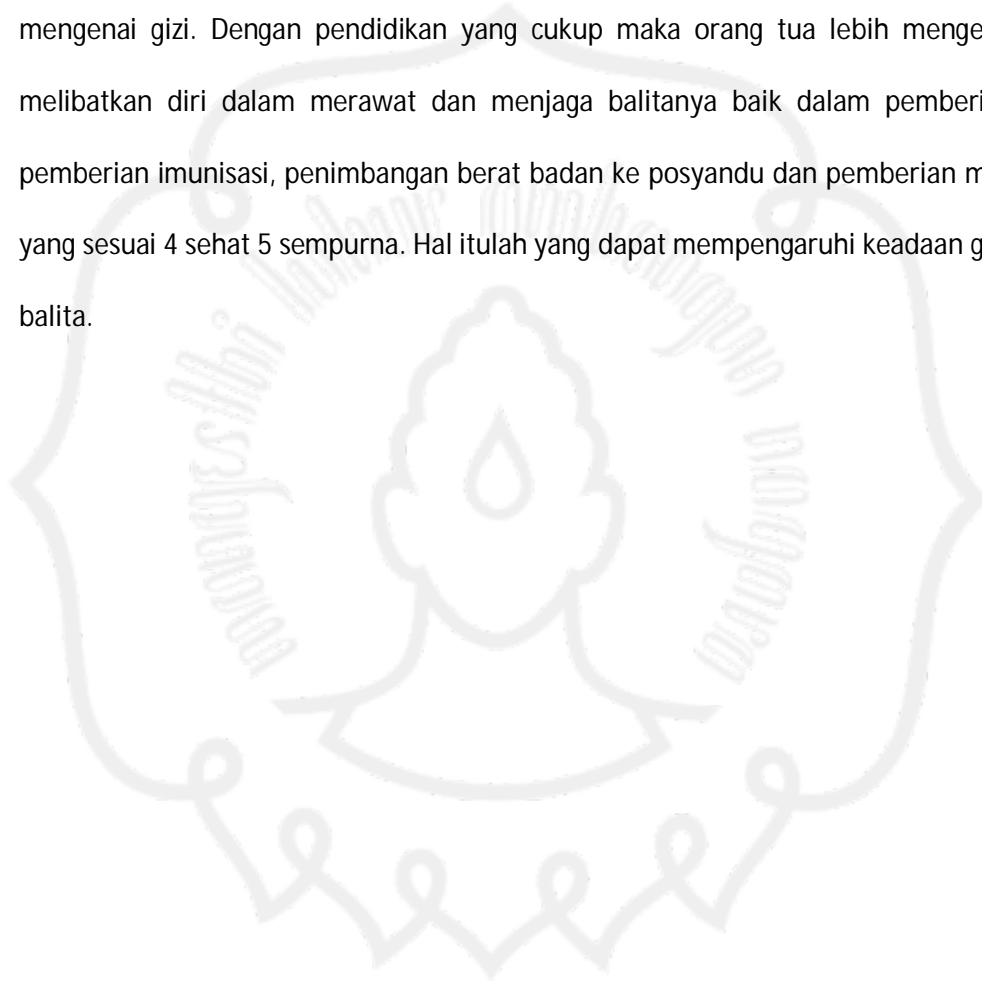 mengenai gizi. Dengan pendidikan yang cukup maka orang tua lebih
melibatkan diri dalam merawat dan menjaga balitanya baik dalam
pemberian imunisasi, penimbangan berat badan ke posyandu dan pemberian
yang sesuai 4 sehat 5 sempurna. Hal itulah yang dapat mempengaruhi keadaan
balita.